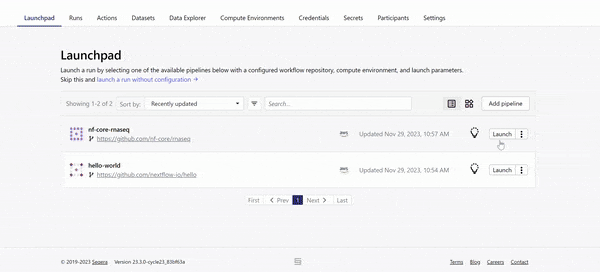 Launchpad Runs Actions Datasets Data Explorer Compute Environments Credentials Secrets Participants Settings
Launchpad
Launch a run by selecting one of the available pipelines below with a configured workflow repository, compute environment, and launch parameters.
Skip this and launch a run without configuration →
Showing 1-2 of 2 Sort by: Recently updated Search... Add pipeline
nf-core-rnaseq
https://github.com/nf-core/rnaseq
Updated Nov 29, 2023, 10:57 AM
Launch
hello-world
https://github.com/nextflow-io/hello
Updated Nov 29, 2023, 10:54 AM
Launch
First Prev 1 Next Last
© 2019-2023 Seqera Version 23.3.0-cycle23_83bf63a Terms Blog Careers Contact